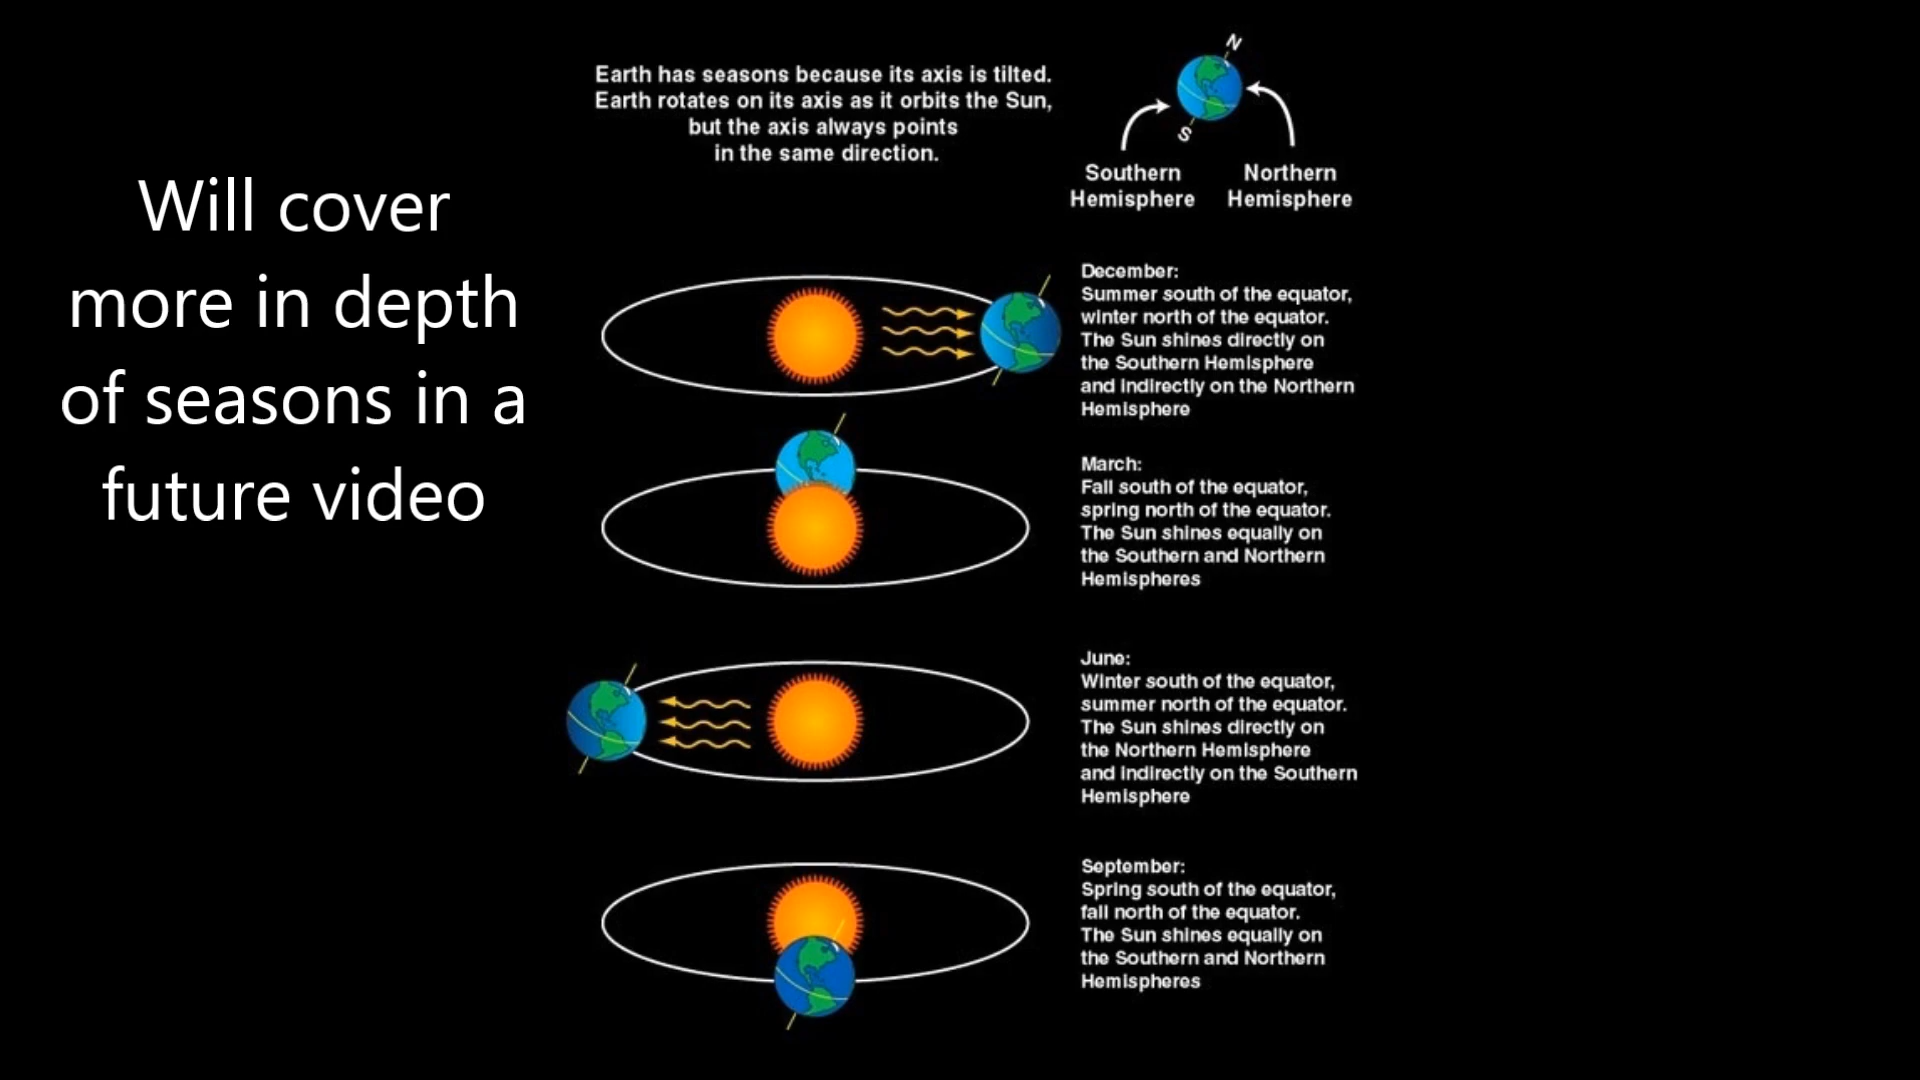 Will cover
more in depth
of seasons in a
future video
Earth has seasons because its axis is tilted.
Earth rotates on its axis as it orbits the Sun,
but the axis always points
in the same direction.
N
S
Southern
Hemisphere
Northern
Hemisphere
December:
Summer south of the equator,
winter north of the equator.
The Sun shines directly on
the Southern Hemisphere
and indirectly on the Northern
Hemisphere
March:
Fall south of the equator,
spring north of the equator.
The Sun shines equally on
the Southern and Northern
Hemispheres
June:
Winter south of the equator,
summer north of the equator.
The Sun shines directly on
the Northern Hemisphere
and indirectly on the Southern
Hemisphere
September:
Spring south of the equator,
fall north of the equator.
The Sun shines equally on
the Southern and Northern
Hemispheres